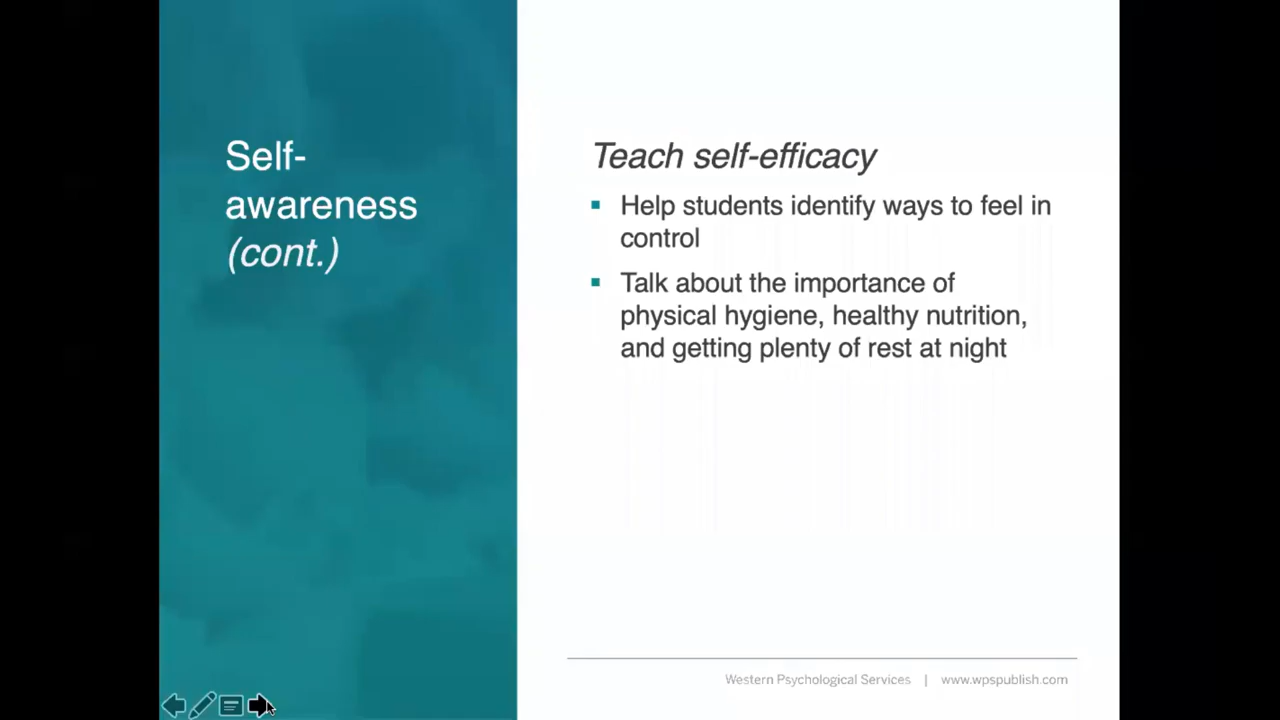 Self-
awareness
(cont.)
Teach self-efficacy
Help students identify ways to feel in
control
Talk about the importance of
physical hygiene, healthy nutrition,
and getting plenty of rest at night
Western Psychological Services | www.wpspublish.com